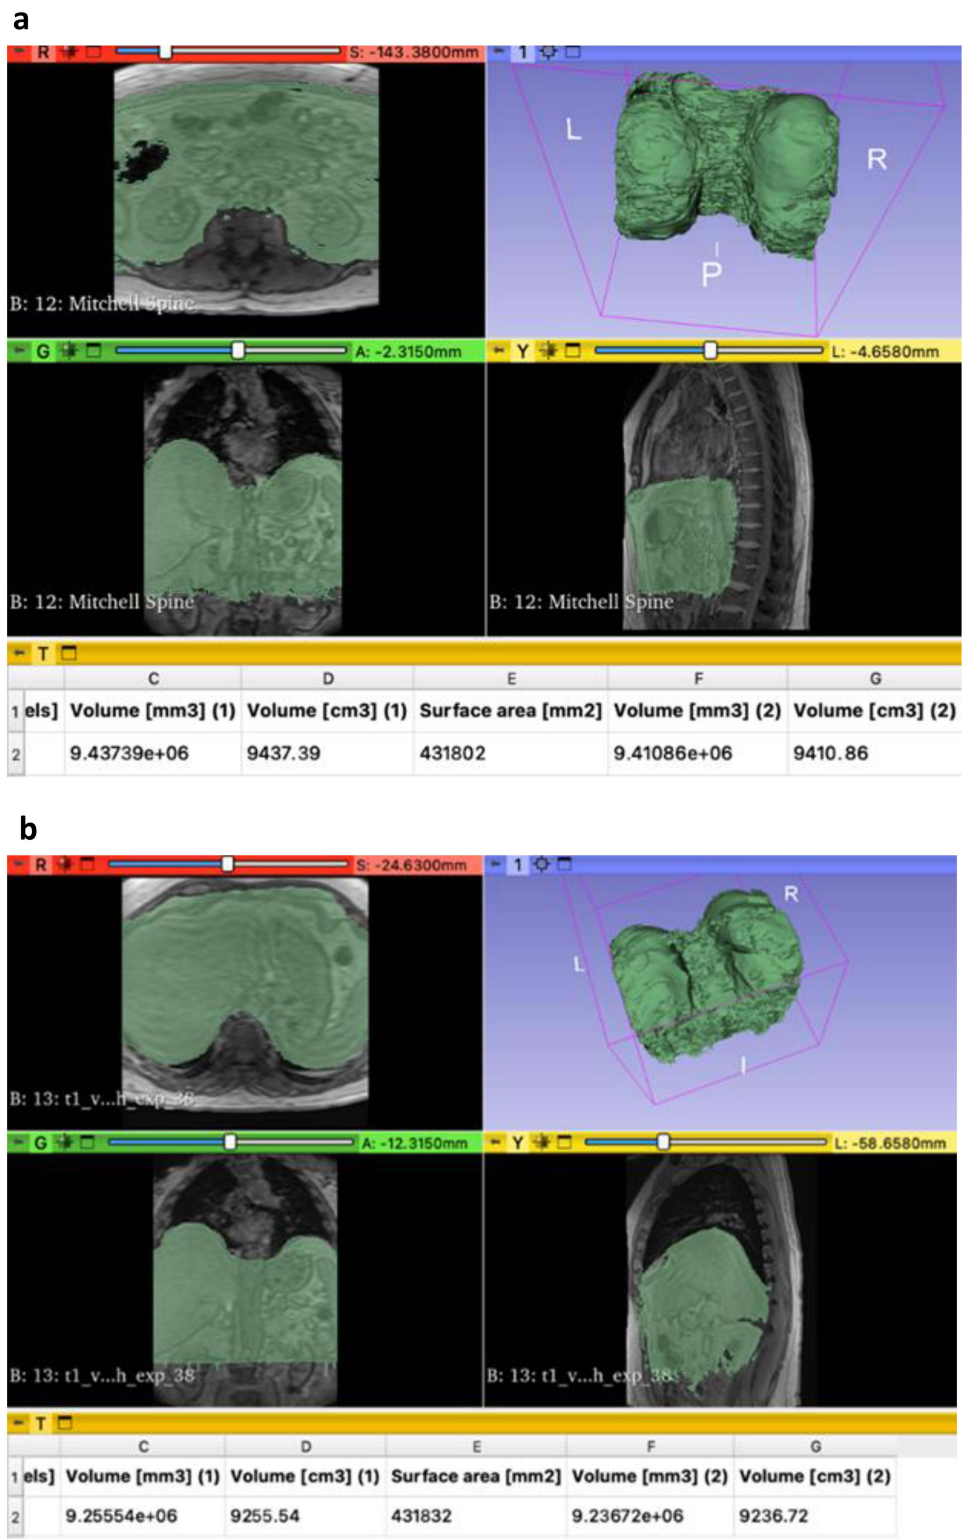 a
R S: -143.3800mm
1
L
R
P
B: 12: Mitchell Spine
G A: -2.3150mm
Y L: -4.6580mm
B: 12: Mitchell Spine
B: 12: Mitchell Spine
T
C D E F G
1 els] Volume [mm3] (1) Volume [cm3] (1) Surface area [mm2] Volume [mm3] (2) Volume [cm3] (2)
2 9.43739e+06 9437.39 431802 9.41086e+06 9410.86
b
R S: -24.6300mm
1
R
L
I
B: 13: t1_v...h_exp_38
G A: -12.3150mm
Y L: -58.6580mm
B: 13: t1_v...h_exp_38
B: 13: t1_v...h_exp_38
T
C D E F G
1 els] Volume [mm3] (1) Volume [cm3] (1) Surface area [mm2] Volume [mm3] (2) Volume [cm3] (2)
2 9.25554e+06 9255.54 431832 9.23672e+06 9236.72